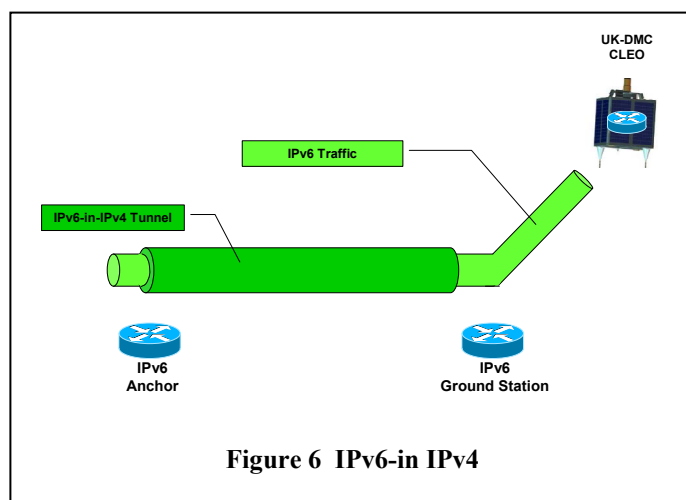 UK-DMC
CLEO
IPv6 Traffic
IPv6-in-IPv4 Tunnel
IPv6
Anchor
IPv6
Ground Station
Figure 6 IPv6-in IPv4